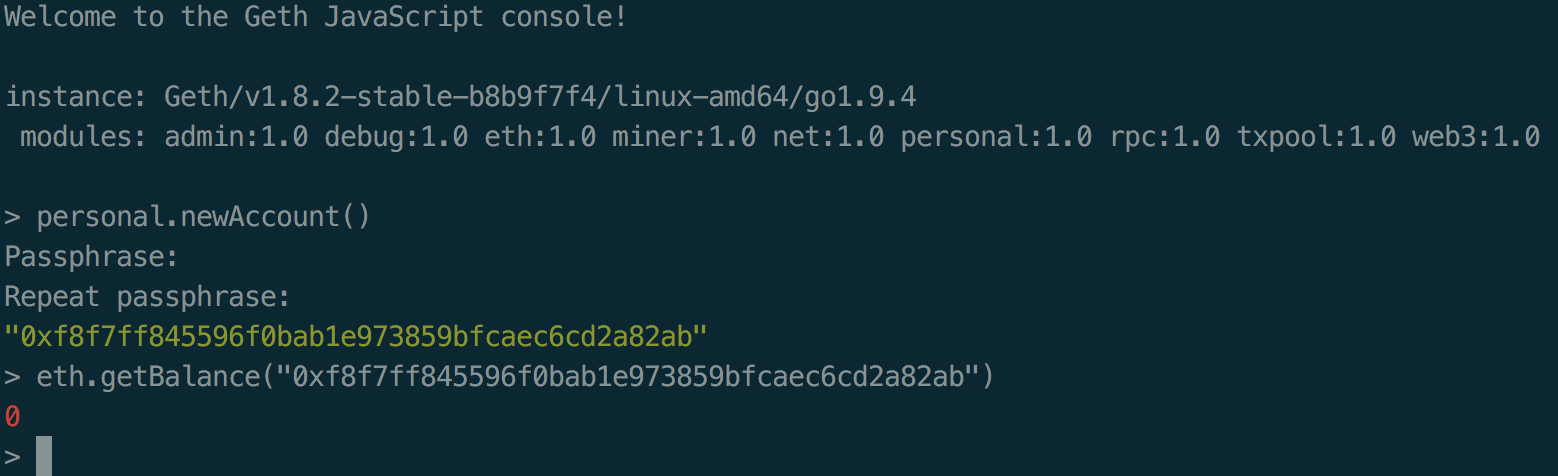 Welcome to the Geth JavaScript console!
instance: Geth/v1.8.2-stable-b8b9f7f4/linux-amd64/go1.9.4
modules: admin:1.0 debug:1.0 eth:1.0 miner:1.0 net:1.0 personal:1.0 rpc:1.0 txpool:1.0 web3:1.0
> personal.newAccount()
Passphrase:
Repeat passphrase:
"0xf8f7ff845596f0bab1e973859bfcaec6cd2a82ab"
> eth.getBalance("0xf8f7ff845596f0bab1e973859bfcaec6cd2a82ab")
0
>